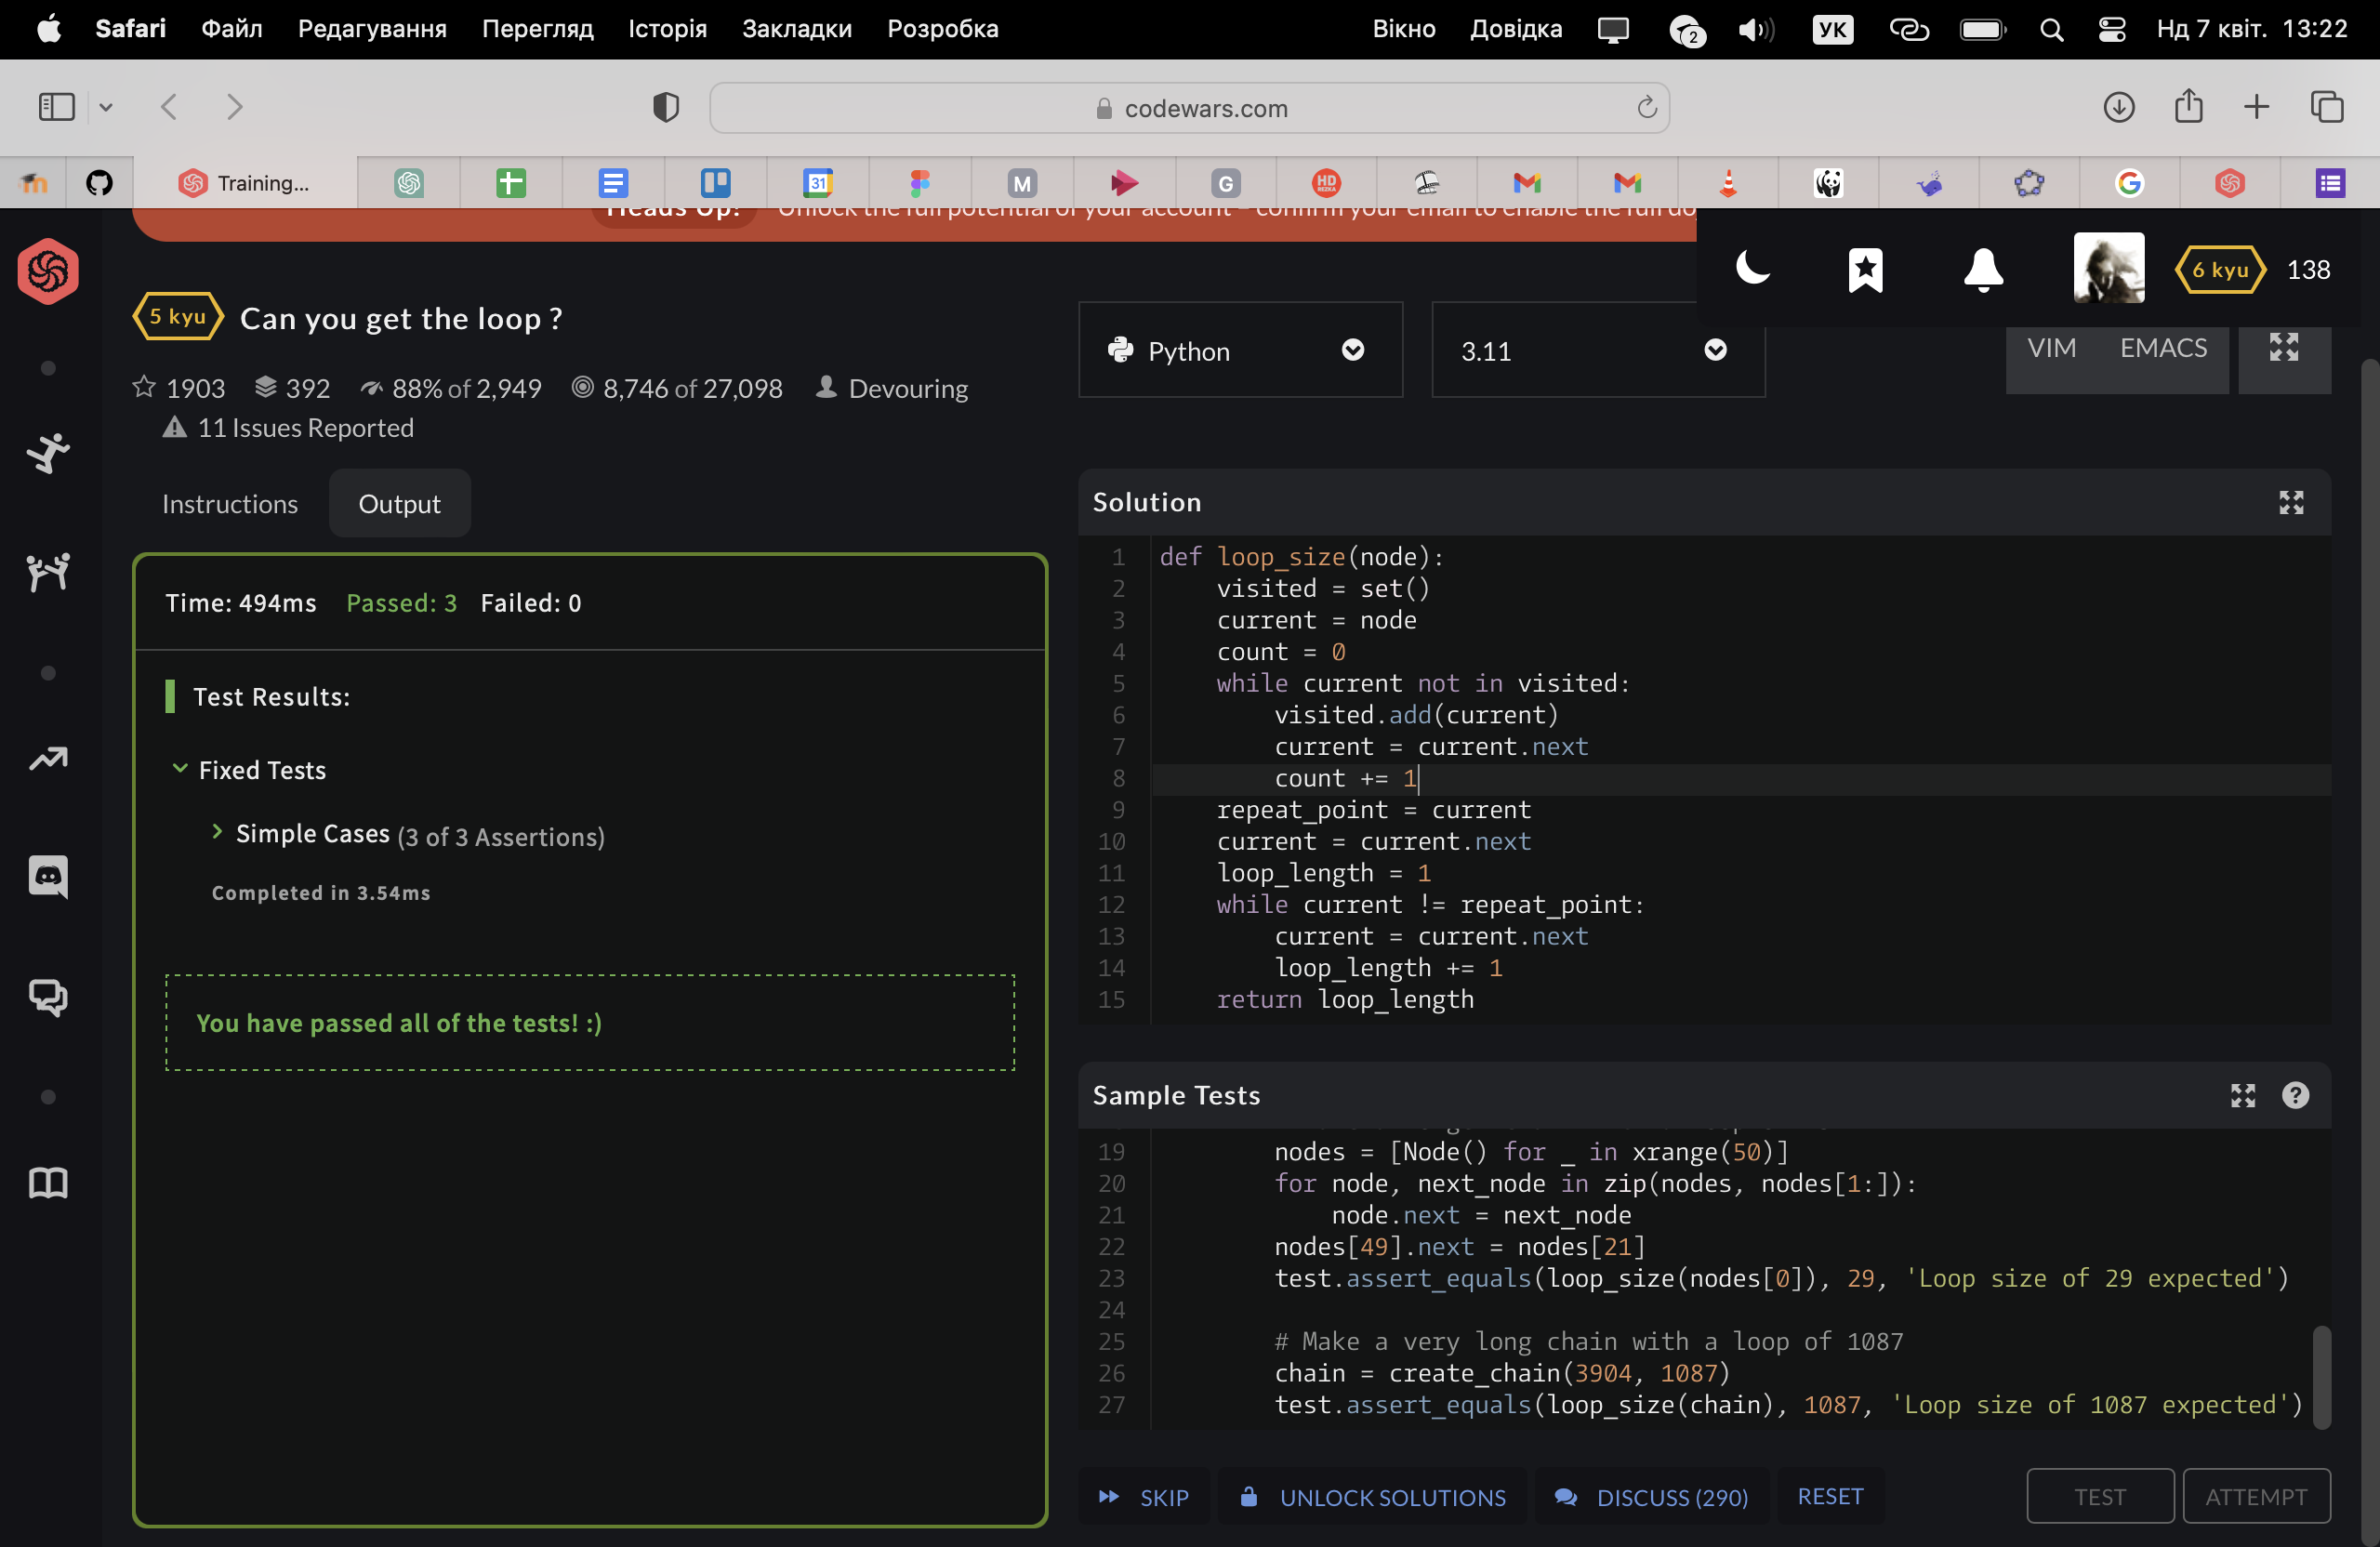 Safari Файл Редагування Перегляд Історія Закладки Розробка Вікно Довідка 2 УК Нд 7 квіт. 13:22
codewars.com
Training... 31 M G HD REZKA
Heads Up! Unlock the full potential of your account – confirm your email to enable the full do
6 kyu 138
5 kyu Can you get the loop ?
1903 392 88% of 2,949 8,746 of 27,098 Devouring
11 Issues Reported
Python 3.11 VIM EMACS
Instructions Output
Time: 494ms Passed: 3 Failed: 0
Test Results:
Fixed Tests
Simple Cases (3 of 3 Assertions)
Completed in 3.54ms
You have passed all of the tests! :)
Solution
1 def loop_size(node):
2 visited = set()
3 current = node
4 count = 0
5 while current not in visited:
6 visited.add(current)
7 current = current.next
8 count += 1
9 repeat_point = current
10 current = current.next
11 loop_length = 1
12 while current != repeat_point:
13 current = current.next
14 loop_length += 1
15 return loop_length
Sample Tests
19 nodes = [Node() for _ in xrange(50)]
20 for node, next_node in zip(nodes, nodes[1:]):
21 node.next = next_node
22 nodes[49].next = nodes[21]
23 test.assert_equals(loop_size(nodes[0]), 29, 'Loop size of 29 expected')
24
25 # Make a very long chain with a loop of 1087
26 chain = create_chain(3904, 1087)
27 test.assert_equals(loop_size(chain), 1087, 'Loop size of 1087 expected')
SKIP UNLOCK SOLUTIONS DISCUSS (290) RESET TEST ATTEMPT